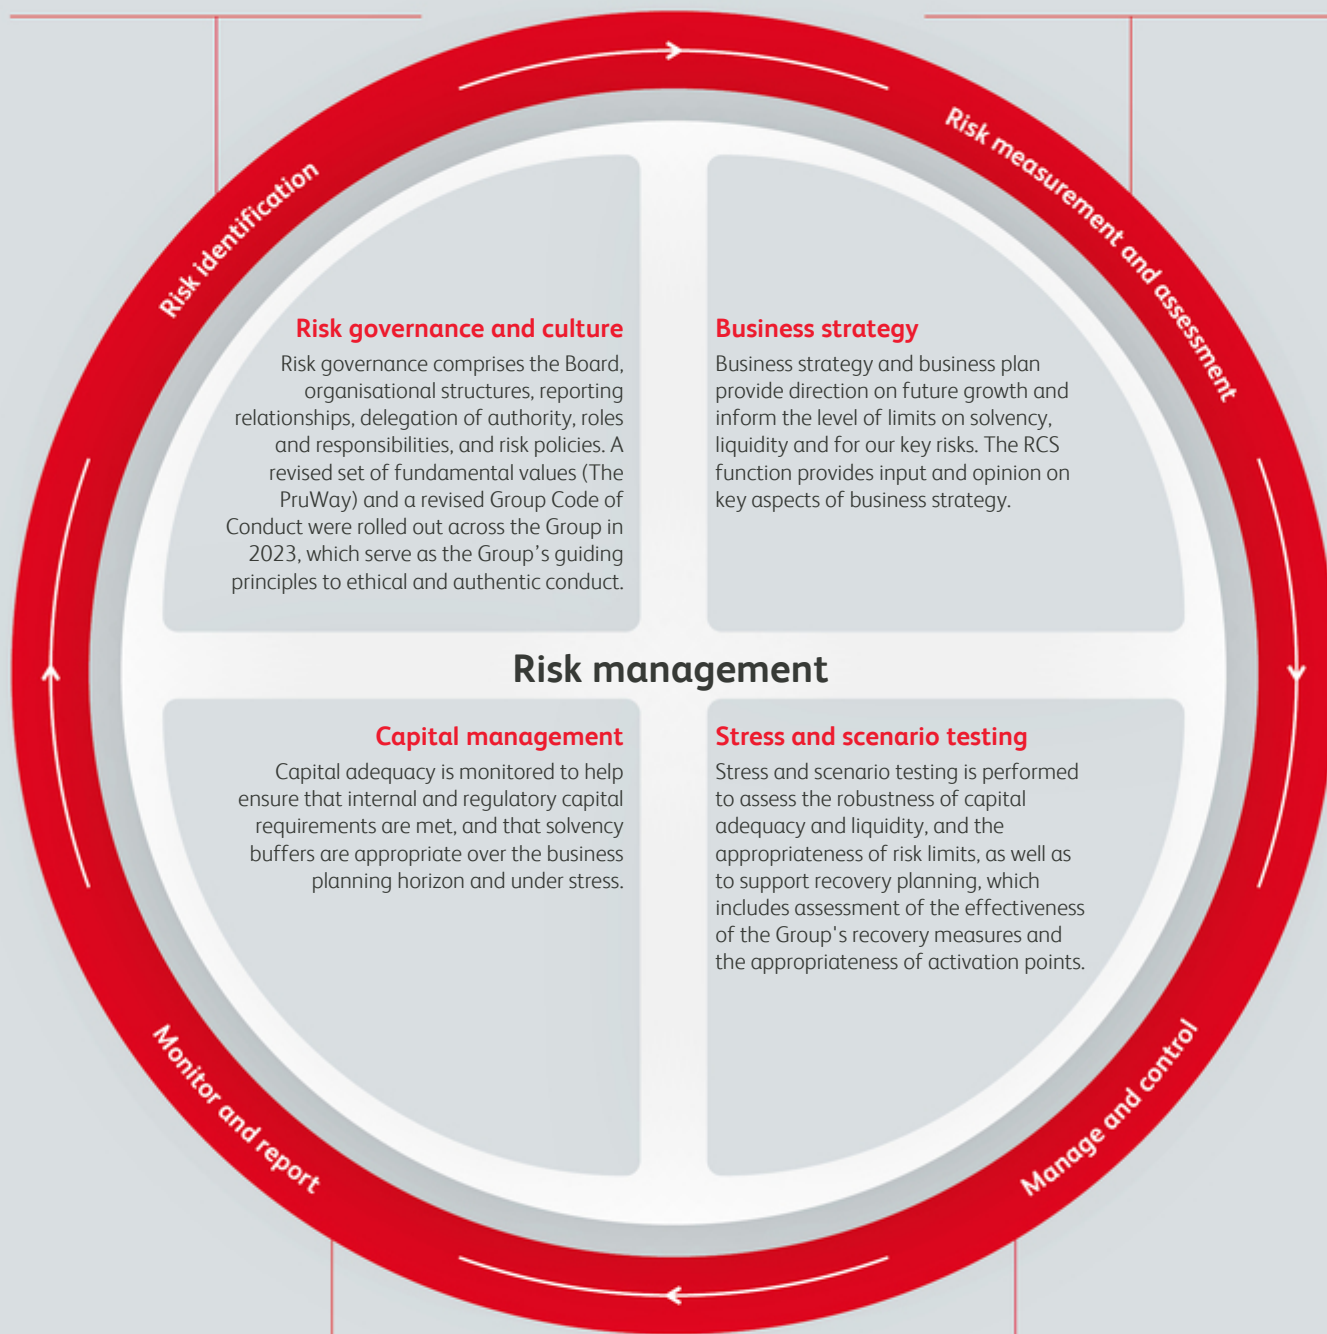 Risk identification
Risk measurement and assessment
Risk governance and culture
Risk governance comprises the Board,
organisational structures, reporting
relationships, delegation of authority, roles
and responsibilities, and risk policies. A
revised set of fundamental values (The
PruWay) and a revised Group Code of
Conduct were rolled out across the Group in
2023, which serve as the Group’s guiding
principles to ethical and authentic conduct.
Business strategy
Business strategy and business plan
provide direction on future growth and
inform the level of limits on solvency,
liquidity and for our key risks. The RCS
function provides input and opinion on
key aspects of business strategy.
Risk management
Capital management
Capital adequacy is monitored to help
ensure that internal and regulatory capital
requirements are met, and that solvency
buffers are appropriate over the business
planning horizon and under stress.
Stress and scenario testing
Stress and scenario testing is performed
to assess the robustness of capital
adequacy and liquidity, and the
appropriateness of risk limits, as well as
to support recovery planning, which
includes assessment of the effectiveness
of the Group's recovery measures and
the appropriateness of activation points.
Monitor and report
Manage and control